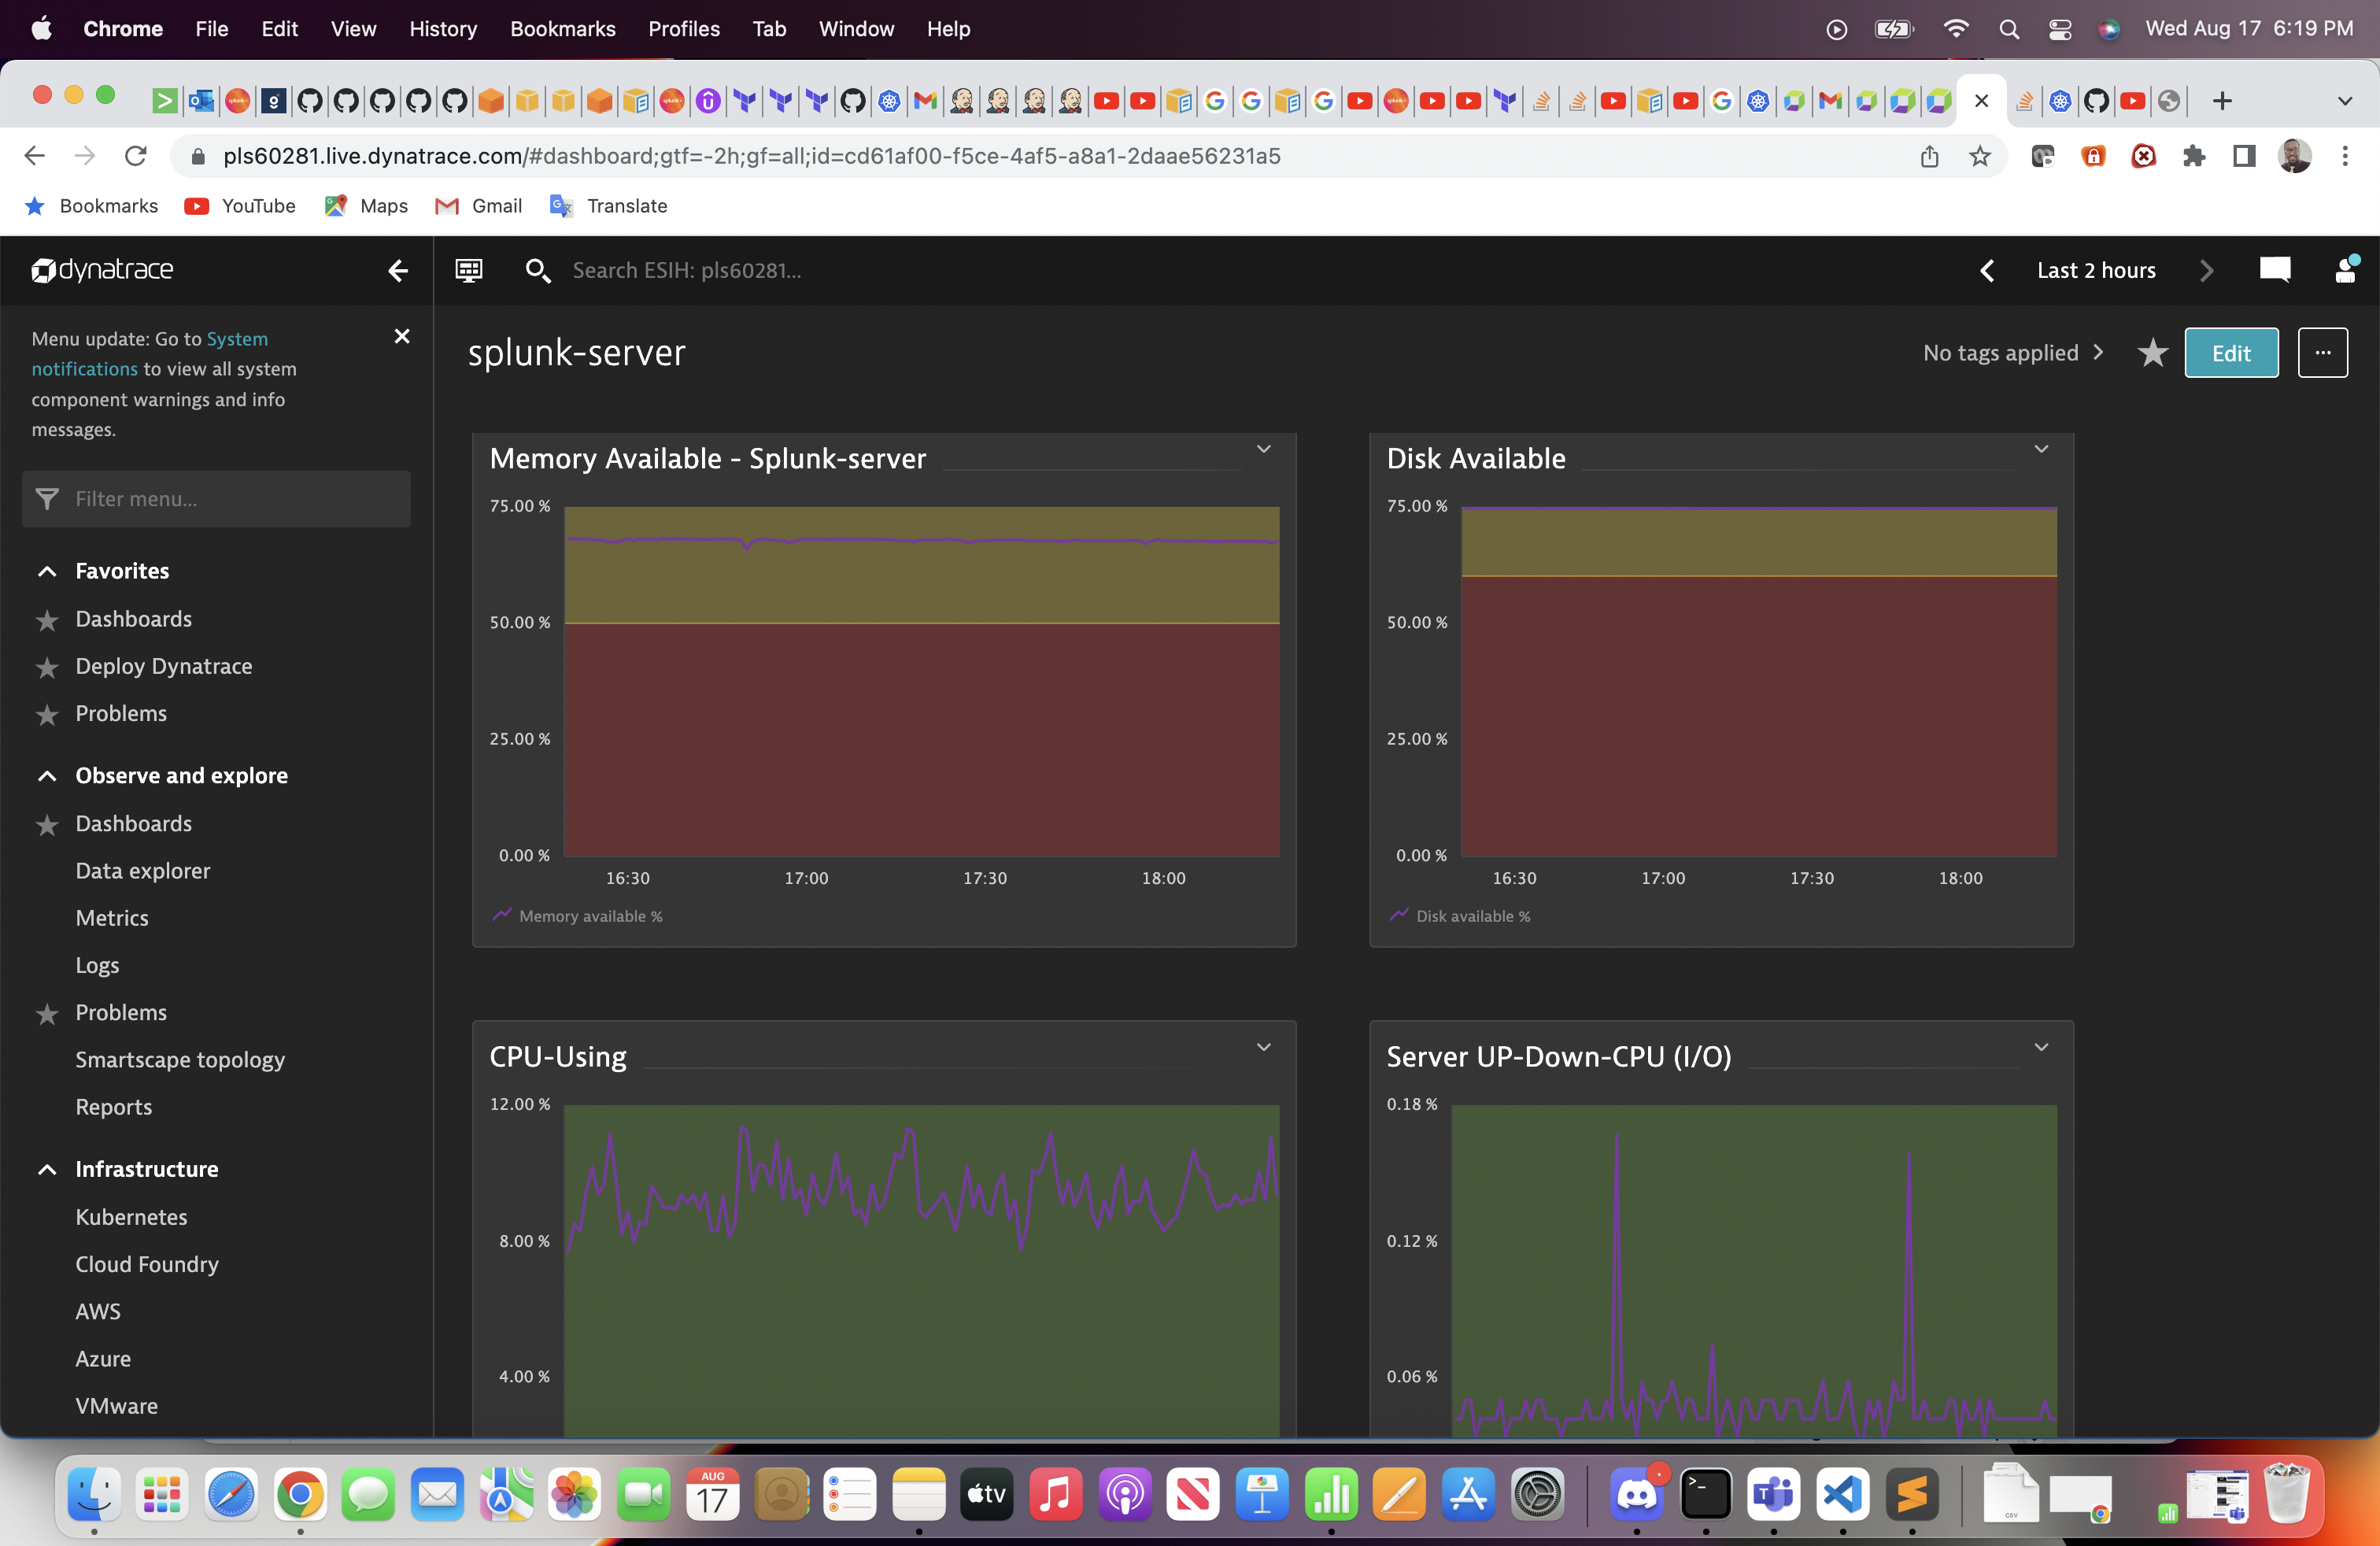 Chrome File Edit View History Bookmarks Profiles Tab Window Help Wed Aug 17 6:19 PM
pls60281.live.dynatrace.com/#dashboard;gtf=-2h;gf=all;id=cd61af00-f5ce-4af5-a8a1-2daae56231a5
Bookmarks YouTube Maps Gmail Translate
dynatrace Search ESIH: pls60281... Last 2 hours
Menu update: Go to System
notifications to view all system
component warnings and info
messages.
Filter menu...
Favorites
Dashboards
Deploy Dynatrace
Problems
Observe and explore
Dashboards
Data explorer
Metrics
Logs
Problems
Smartscape topology
Reports
Infrastructure
Kubernetes
Cloud Foundry
AWS
Azure
VMware
splunk-server No tags applied Edit ...
Memory Available - Splunk-server
75.00 %
50.00 %
25.00 %
0.00 %
16:30 17:00 17:30 18:00
Memory available %
Disk Available
75.00 %
50.00 %
25.00 %
0.00 %
16:30 17:00 17:30 18:00
Disk available %
CPU-Using
12.00 %
8.00 %
4.00 %
Server UP-Down-CPU (I/O)
0.18 %
0.12 %
0.06 %
AUG
17
tv
CSV